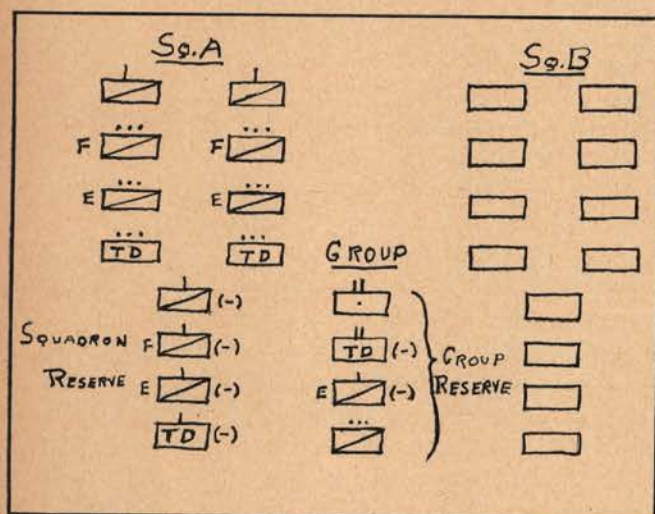 Sq.A
Sq.B
F
F
E
E
TD
TD
GROUP
(-)
SQUADRON
F
(-)
TD
(-)
GROUP
RESERVE
E
(-)
E
(-)
RESERVE
TD
(-)